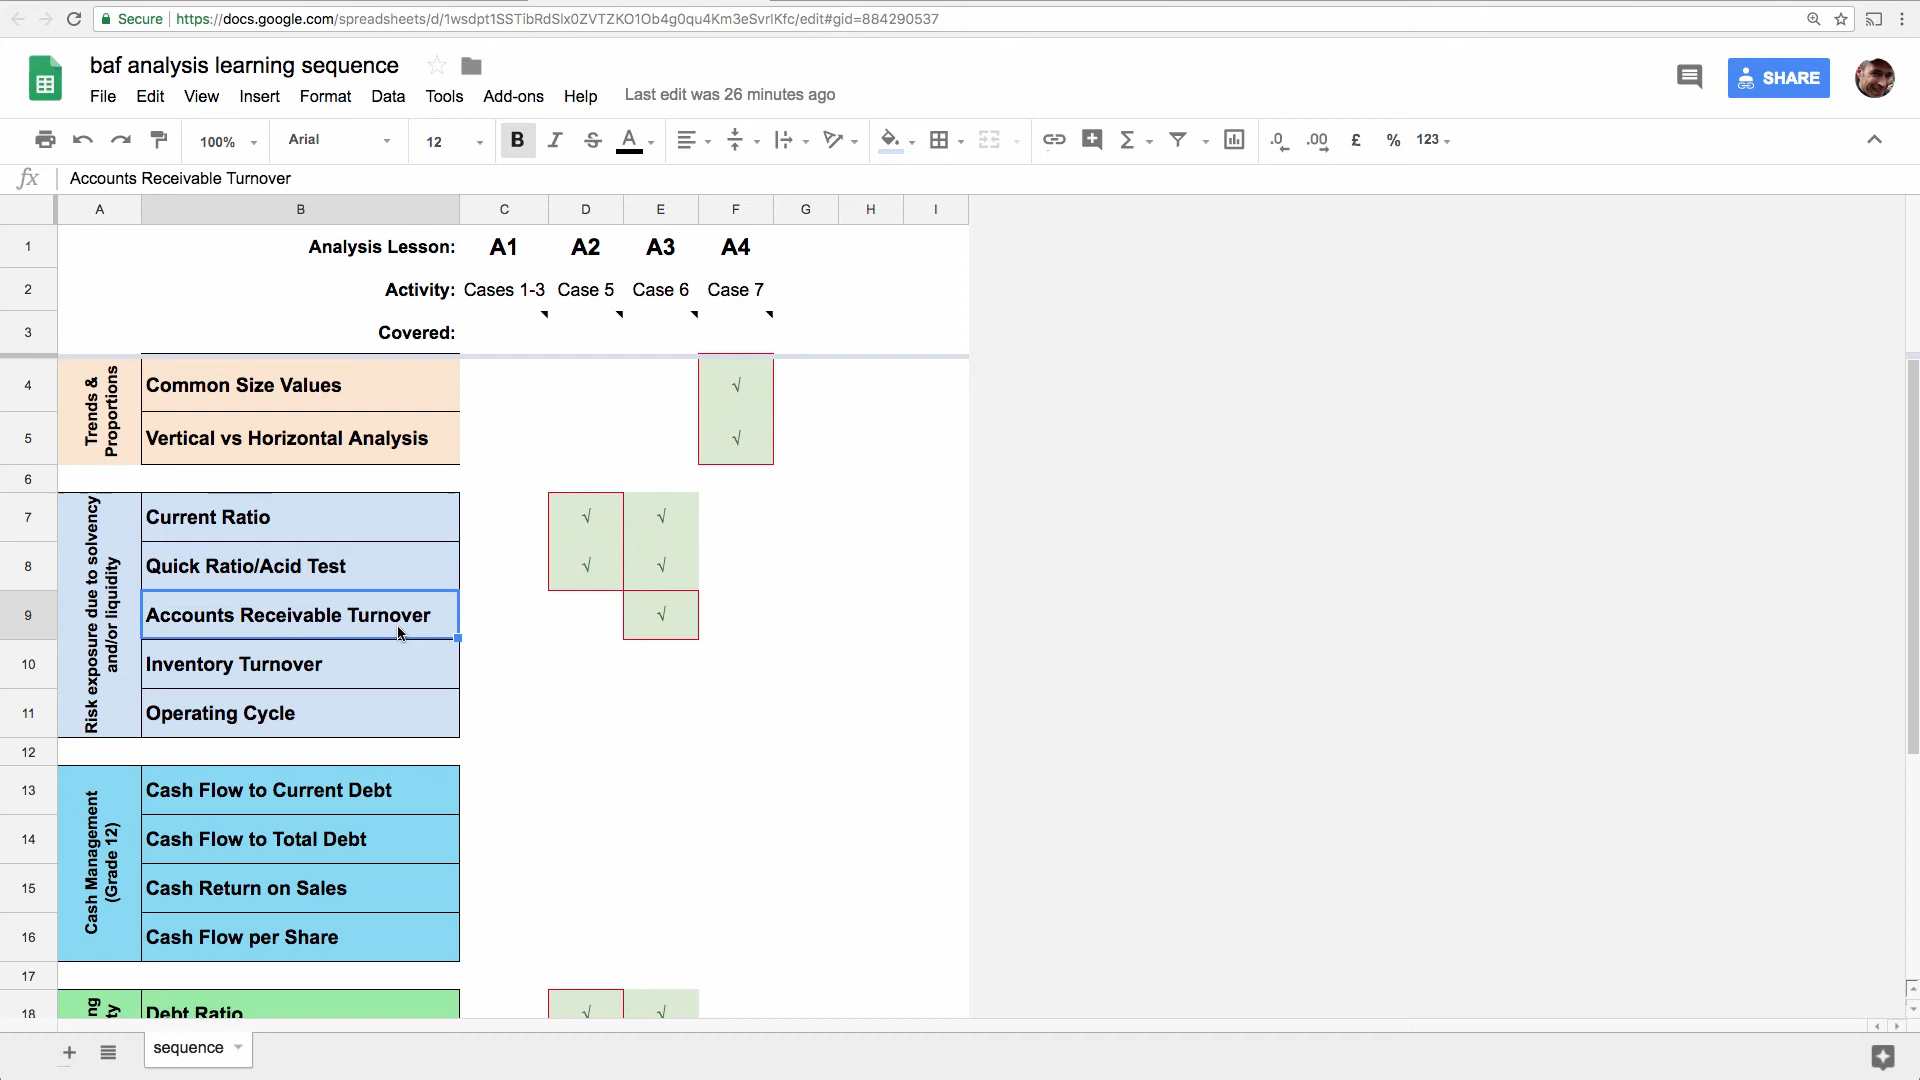 Secure
https://docs.google.com/spreadsheets/d/1wsdpt1SSTibRdSlx0ZVTZKO1Ob4g0qu4Km3eSvrlKfc/edit#gid=884290537
baf analysis learning sequence
SHARE
File Edit View Insert Format Data Tools Add-ons Help Last edit was 26 minutes ago
100% Arial 12 B I S A Σ .0 .00 £ % 123
fx Accounts Receivable Turnover
A B C D E F G H I
1 Analysis Lesson: A1 A2 A3 A4
2 Activity: Cases 1-3 Case 5 Case 6 Case 7
3 Covered:
Trends &
Proportions
4 Common Size Values √
5 Vertical vs Horizontal Analysis √
6
Risk exposure due to solvency
and/or liquidity
7 Current Ratio √ √
8 Quick Ratio/Acid Test √ √
9 Accounts Receivable Turnover √
10 Inventory Turnover
11 Operating Cycle
12
Cash Management
(Grade 12)
13 Cash Flow to Current Debt
14 Cash Flow to Total Debt
15 Cash Return on Sales
16 Cash Flow per Share
17
ng
ty
18 Debt Ratio √ √
sequence